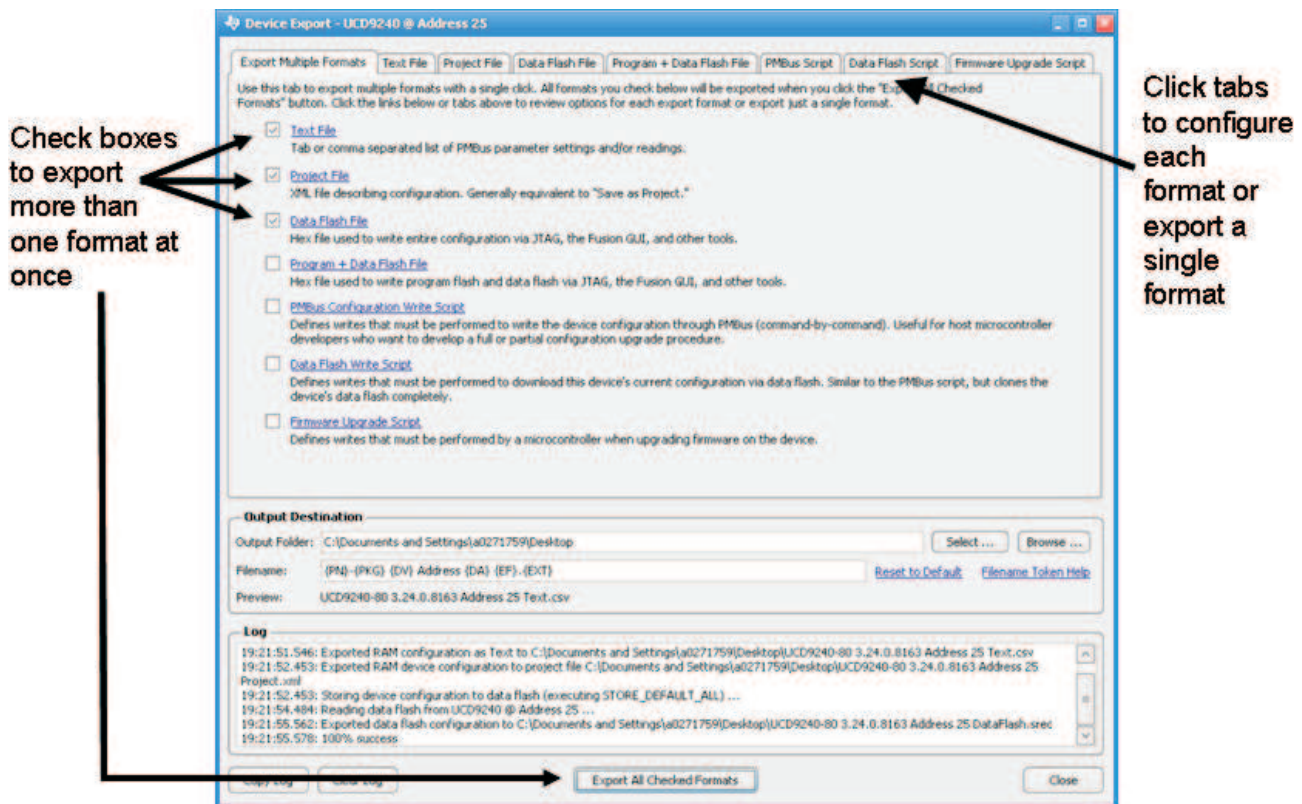 Device Export - UCD9240 @ Address 25
Export Multiple Formats Text File Project File Data Flash File Program + Data Flash File PMBus Script Data Flash Script Firmware Upgrade Script
Use this tab to export multiple formats with a single click. All formats you check below will be exported when you click the "Export All Checked
Formats" button. Click the links below or tabs above to review options for each export format or export just a single format.
Check boxes
to export
more than
one format at
once
Click tabs
to configure
each
format or
export a
single
format
Text File
Tab or comma separated list of PMBus parameter settings and/or readings.
Project File
XML file describing configuration. Generally equivalent to "Save as Project."
Data Flash File
Hex file used to write entire configuration via JTAG, the Fusion GUI, and other tools.
Program + Data Flash File
Hex file used to write program flash and data flash via JTAG, the Fusion GUI, and other tools.
PMBus Configuration Write Script
Defines writes that must be performed to write the device configuration through PMBus (command-by-command). Useful for host microcontroller
developers who want to develop a full or partial configuration upgrade procedure.
Data Flash Write Script
Defines writes that must be performed to download this device's current configuration via data flash. Similar to the PMBus script, but clones the
device's data flash completely.
Firmware Upgrade Script
Defines writes that must be performed by a microcontroller when upgrading firmware on the device.
Output Destination
Output Folder: C:\Documents and Settings\a0271759\Desktop Select ... Browse ...
Filename: {PN}-{PKG} {DV} Address {DA} {EF}.{EXT} Reset to Default Filename Token Help
Preview: UCD9240-80 3.24.0.8163 Address 25 Text.csv
Log
19:21:51.546: Exported RAM configuration as Text to C:\Documents and Settings\a0271759\Desktop\UCD9240-80 3.24.0.8163 Address 25 Text.csv
19:21:52.453: Exported RAM device configuration to project file C:\Documents and Settings\a0271759\Desktop\UCD9240-80 3.24.0.8163 Address 25
Project.xml
19:21:52.453: Storing device configuration to data flash (executing STORE_DEFAULT_ALL) ...
19:21:54.484: Reading data flash from UCD9240 @ Address 25 ...
19:21:55.562: Exported data flash configuration to C:\Documents and Settings\a0271759\Desktop\UCD9240-80 3.24.0.8163 Address 25 DataFlash.srec
19:21:55.578: 100% success
Copy Log Clear Log Export All Checked Formats Close